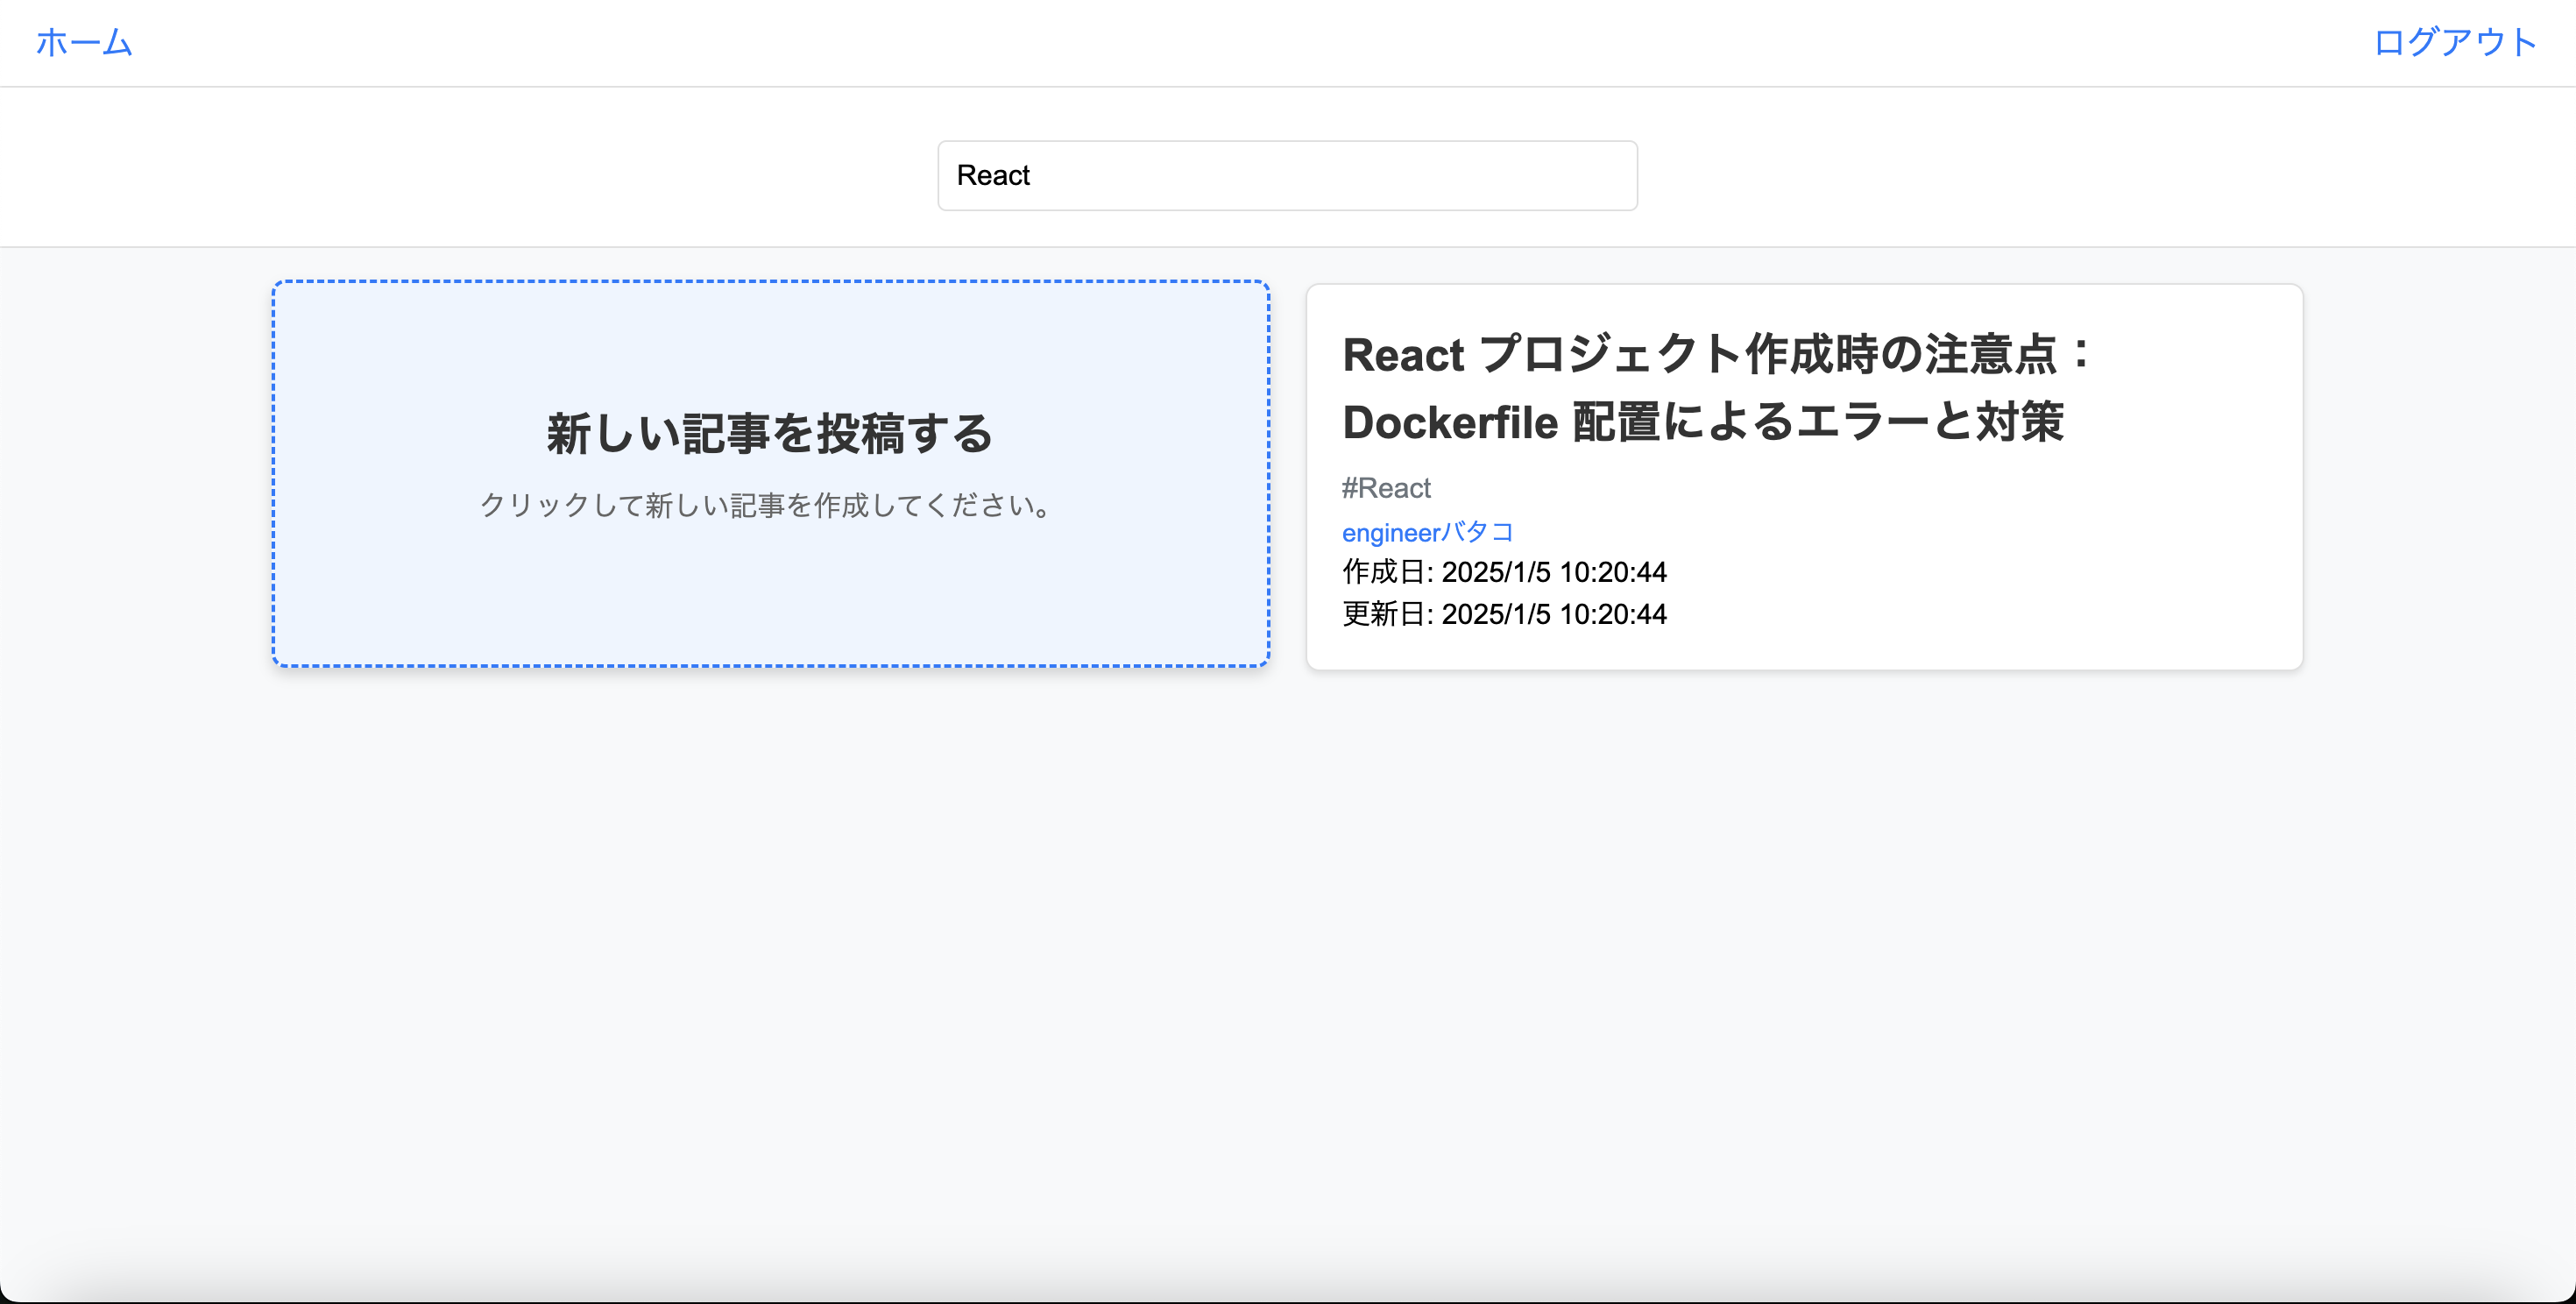 ホーム
ログアウト
React
新しい記事を投稿する
クリックして新しい記事を作成してください。
React プロジェクト作成時の注意点：
Dockerfile 配置によるエラーと対策
#React
engineerバタコ
作成日: 2025/1/5 10:20:44
更新日: 2025/1/5 10:20:44